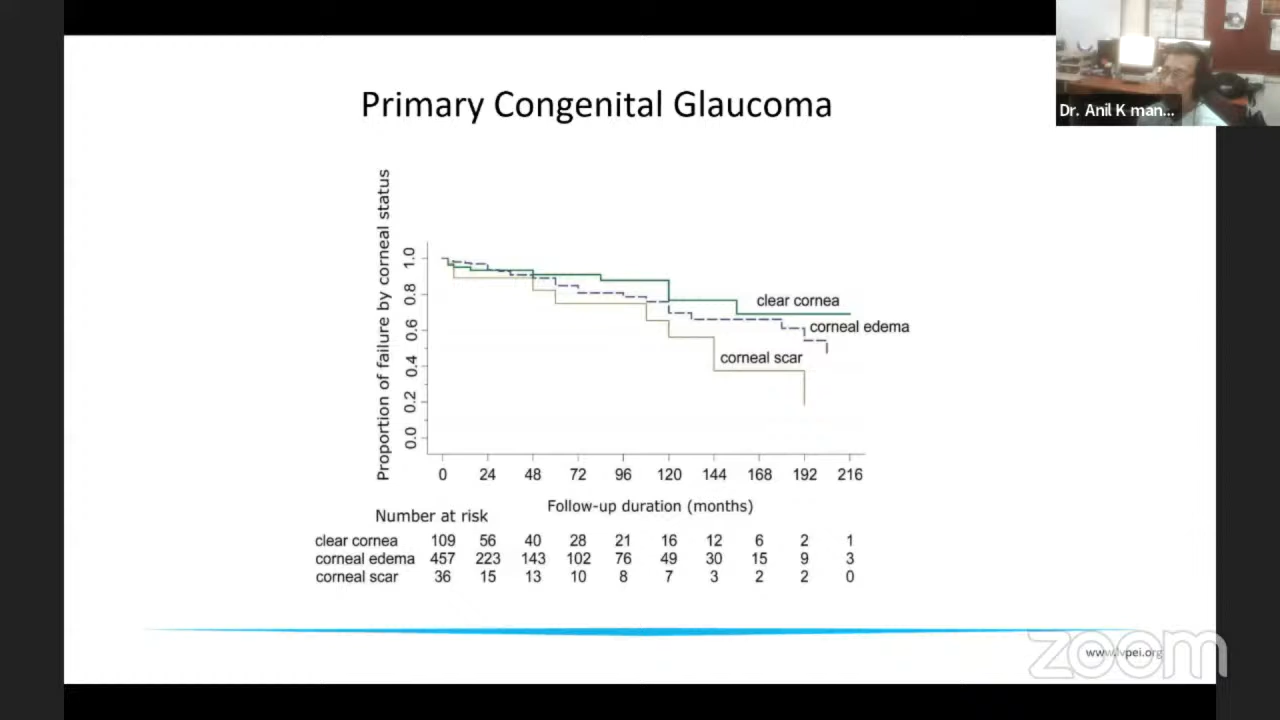 Primary Congenital Glaucoma
Dr. Anil K man...
Proportion of failure by corneal status
1.0
0.8
0.6
0.4
0.2
0.0
clear cornea
corneal edema
corneal scar
0 24 48 72 96 120 144 168 192 216
Follow-up duration (months)
Number at risk
clear cornea 109 56 40 28 21 16 12 6 2 1
corneal edema 457 223 143 102 76 49 30 15 9 3
corneal scar 36 15 13 10 8 7 3 2 2 0
www.lvpei.org
zoom